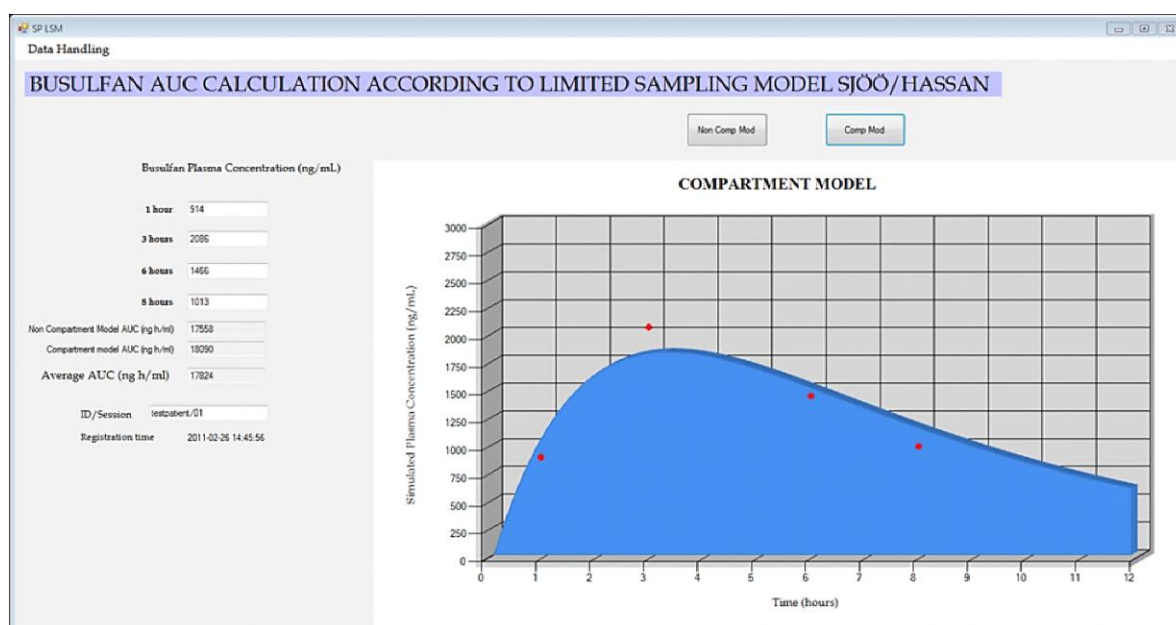 SP LSM
Data Handling
BUSULFAN AUC CALCULATION ACCORDING TO LIMITED SAMPLING MODEL SJÖÖ/HASSAN
Non Comp Mod
Comp Mod
Busulfan Plasma Concentration (ng/mL)
1 hour 914
3 hours 2086
6 hours 1466
8 hours 1013
Non Compartment Model AUC (ng h/ml) 17558
Compartment model AUC (ng h/ml) 18090
Average AUC (ng h/ml) 17824
ID/Session testpatient/01
Registration time 2011-02-26 14:45:56
COMPARTMENT MODEL
Simulated Plasma Concentration (ng/mL)
3000
2750
2500
2250
2000
1750
1500
1250
1000
750
500
250
0
0 1 2 3 4 5 6 7 8 9 10 11 12
Time (hours)